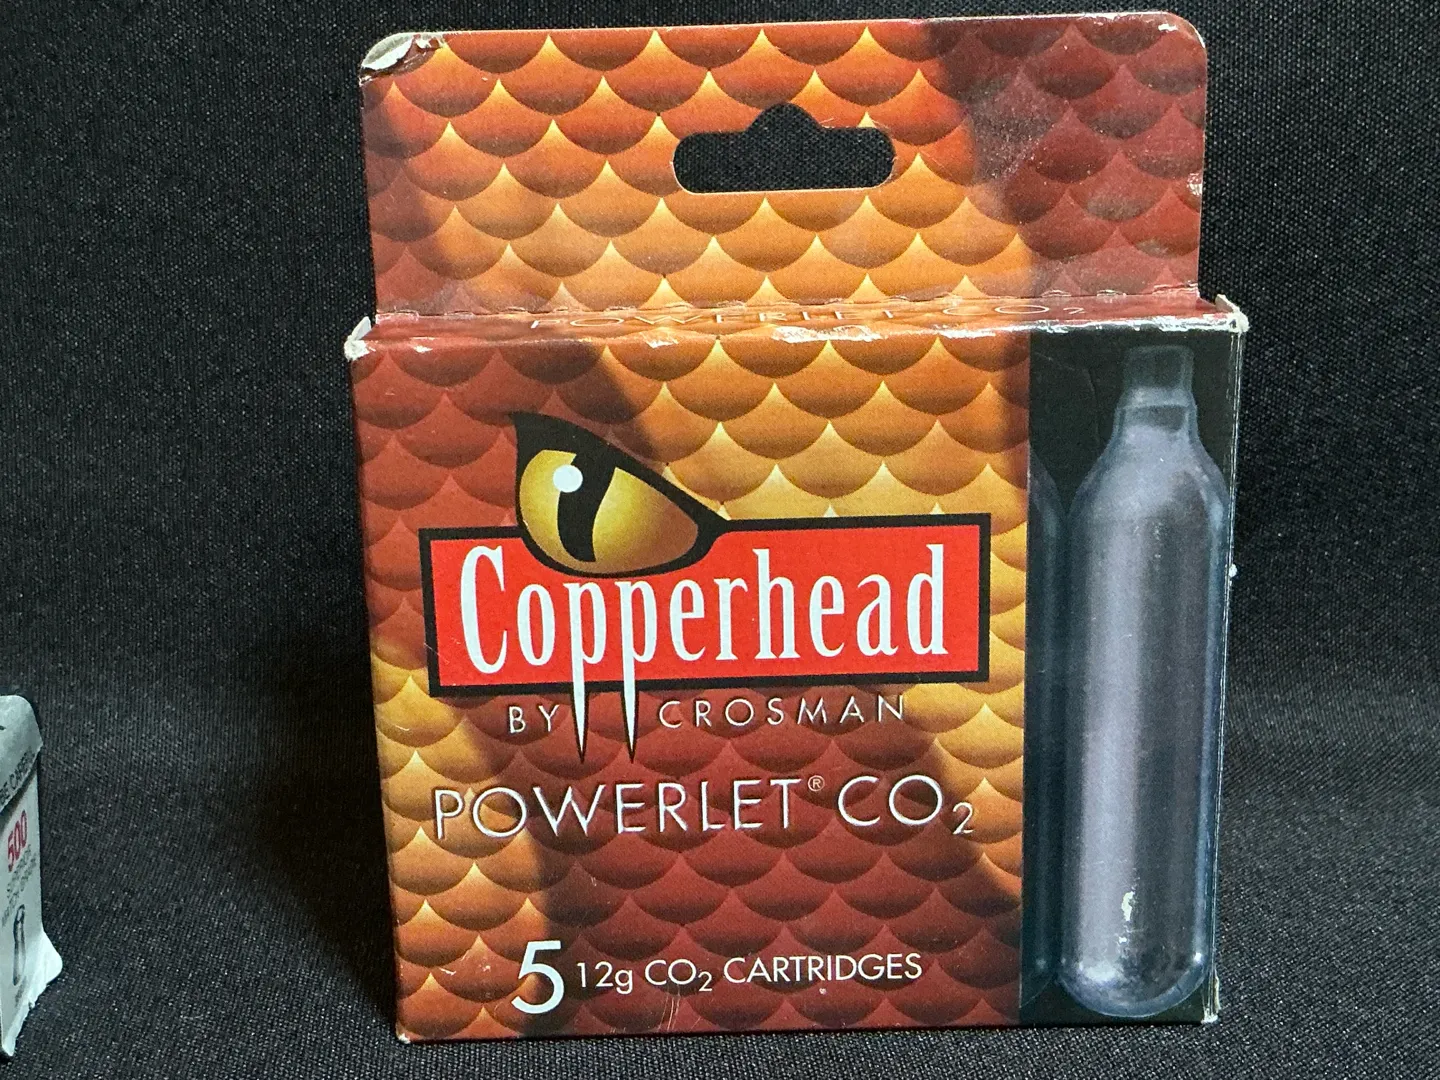 POWERLET CO2
Copperhead
BY CROSMAN
POWERLET® CO2
5 12g CO2 CARTRIDGES
500